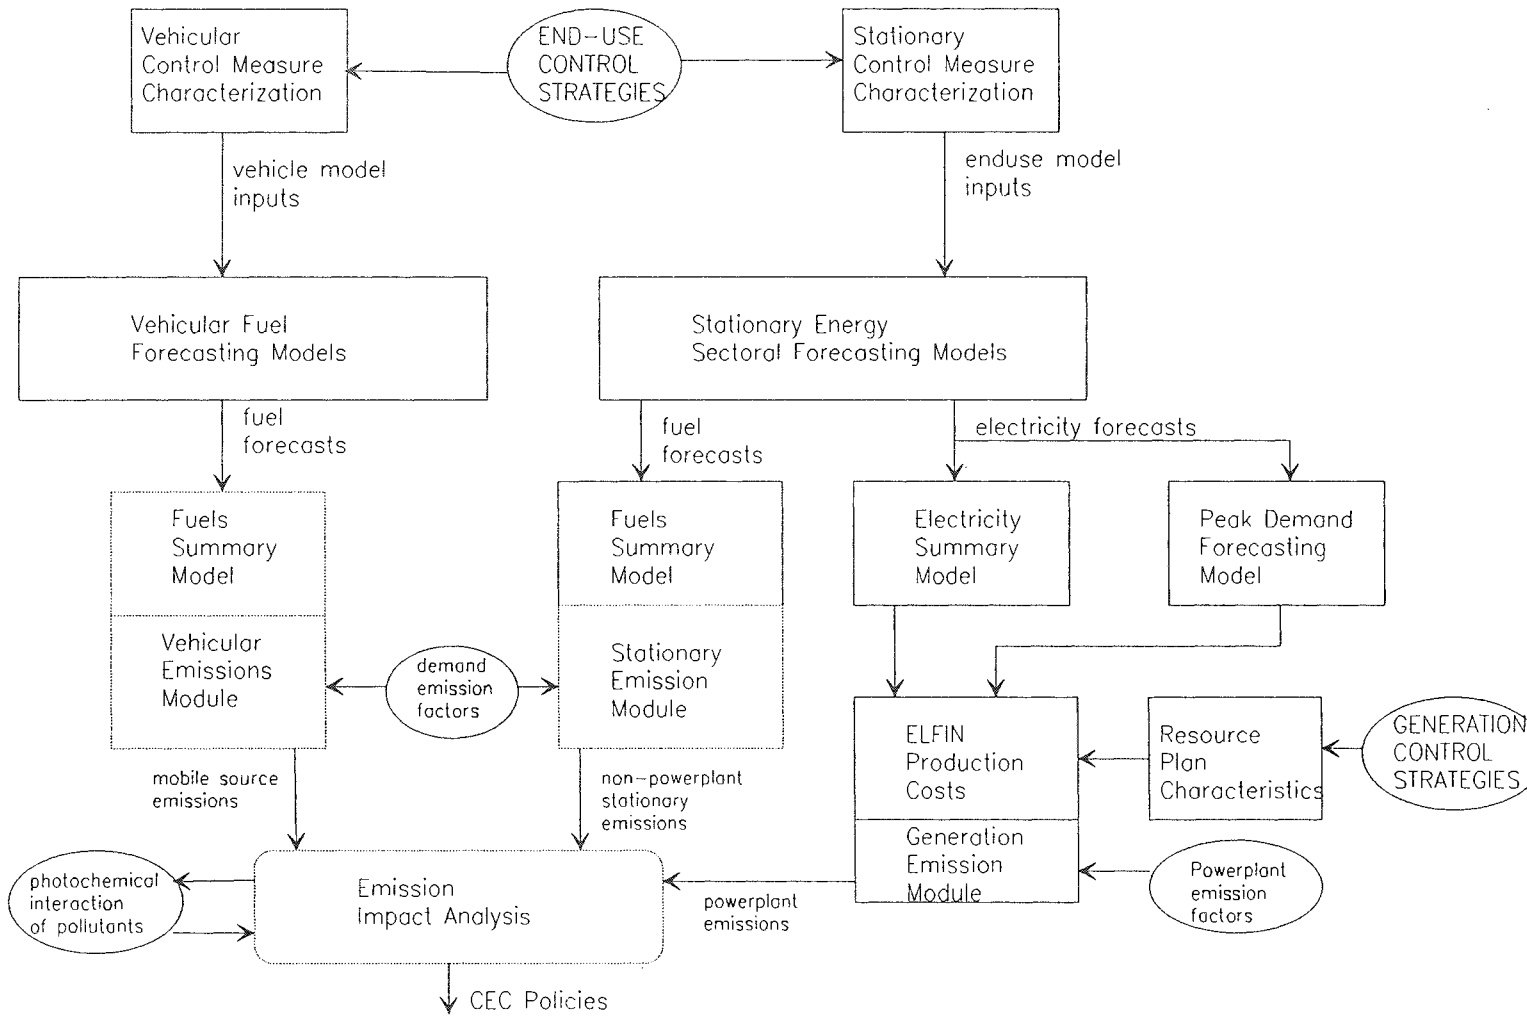 Vehicular
Control Measure
Characterization
END-USE
CONTROL
STRATEGIES
Stationary
Control Measure
Characterization
vehicle model
inputs
enduse model
inputs
Vehicular Fuel
Forecasting Models
Stationary Energy
Sectoral Forecasting Models
fuel
forecasts
fuel
forecasts
electricity forecasts
Fuels
Summary
Model
Fuels
Summary
Model
Electricity
Summary
Model
Peak Demand
Forecasting
Model
Vehicular
Emissions
Module
demand
emission
factors
Stationary
Emission
Module
ELFIN
Production
Costs
Resource
Plan
Characteristics
GENERATION
CONTROL
STRATEGIES
mobile source
emissions
non-powerplant
stationary
emissions
Generation
Emission
Module
Powerplant
emission
factors
photochemical
interaction
of pollutants
Emission
Impact Analysis
powerplant
emissions
CEC Policies